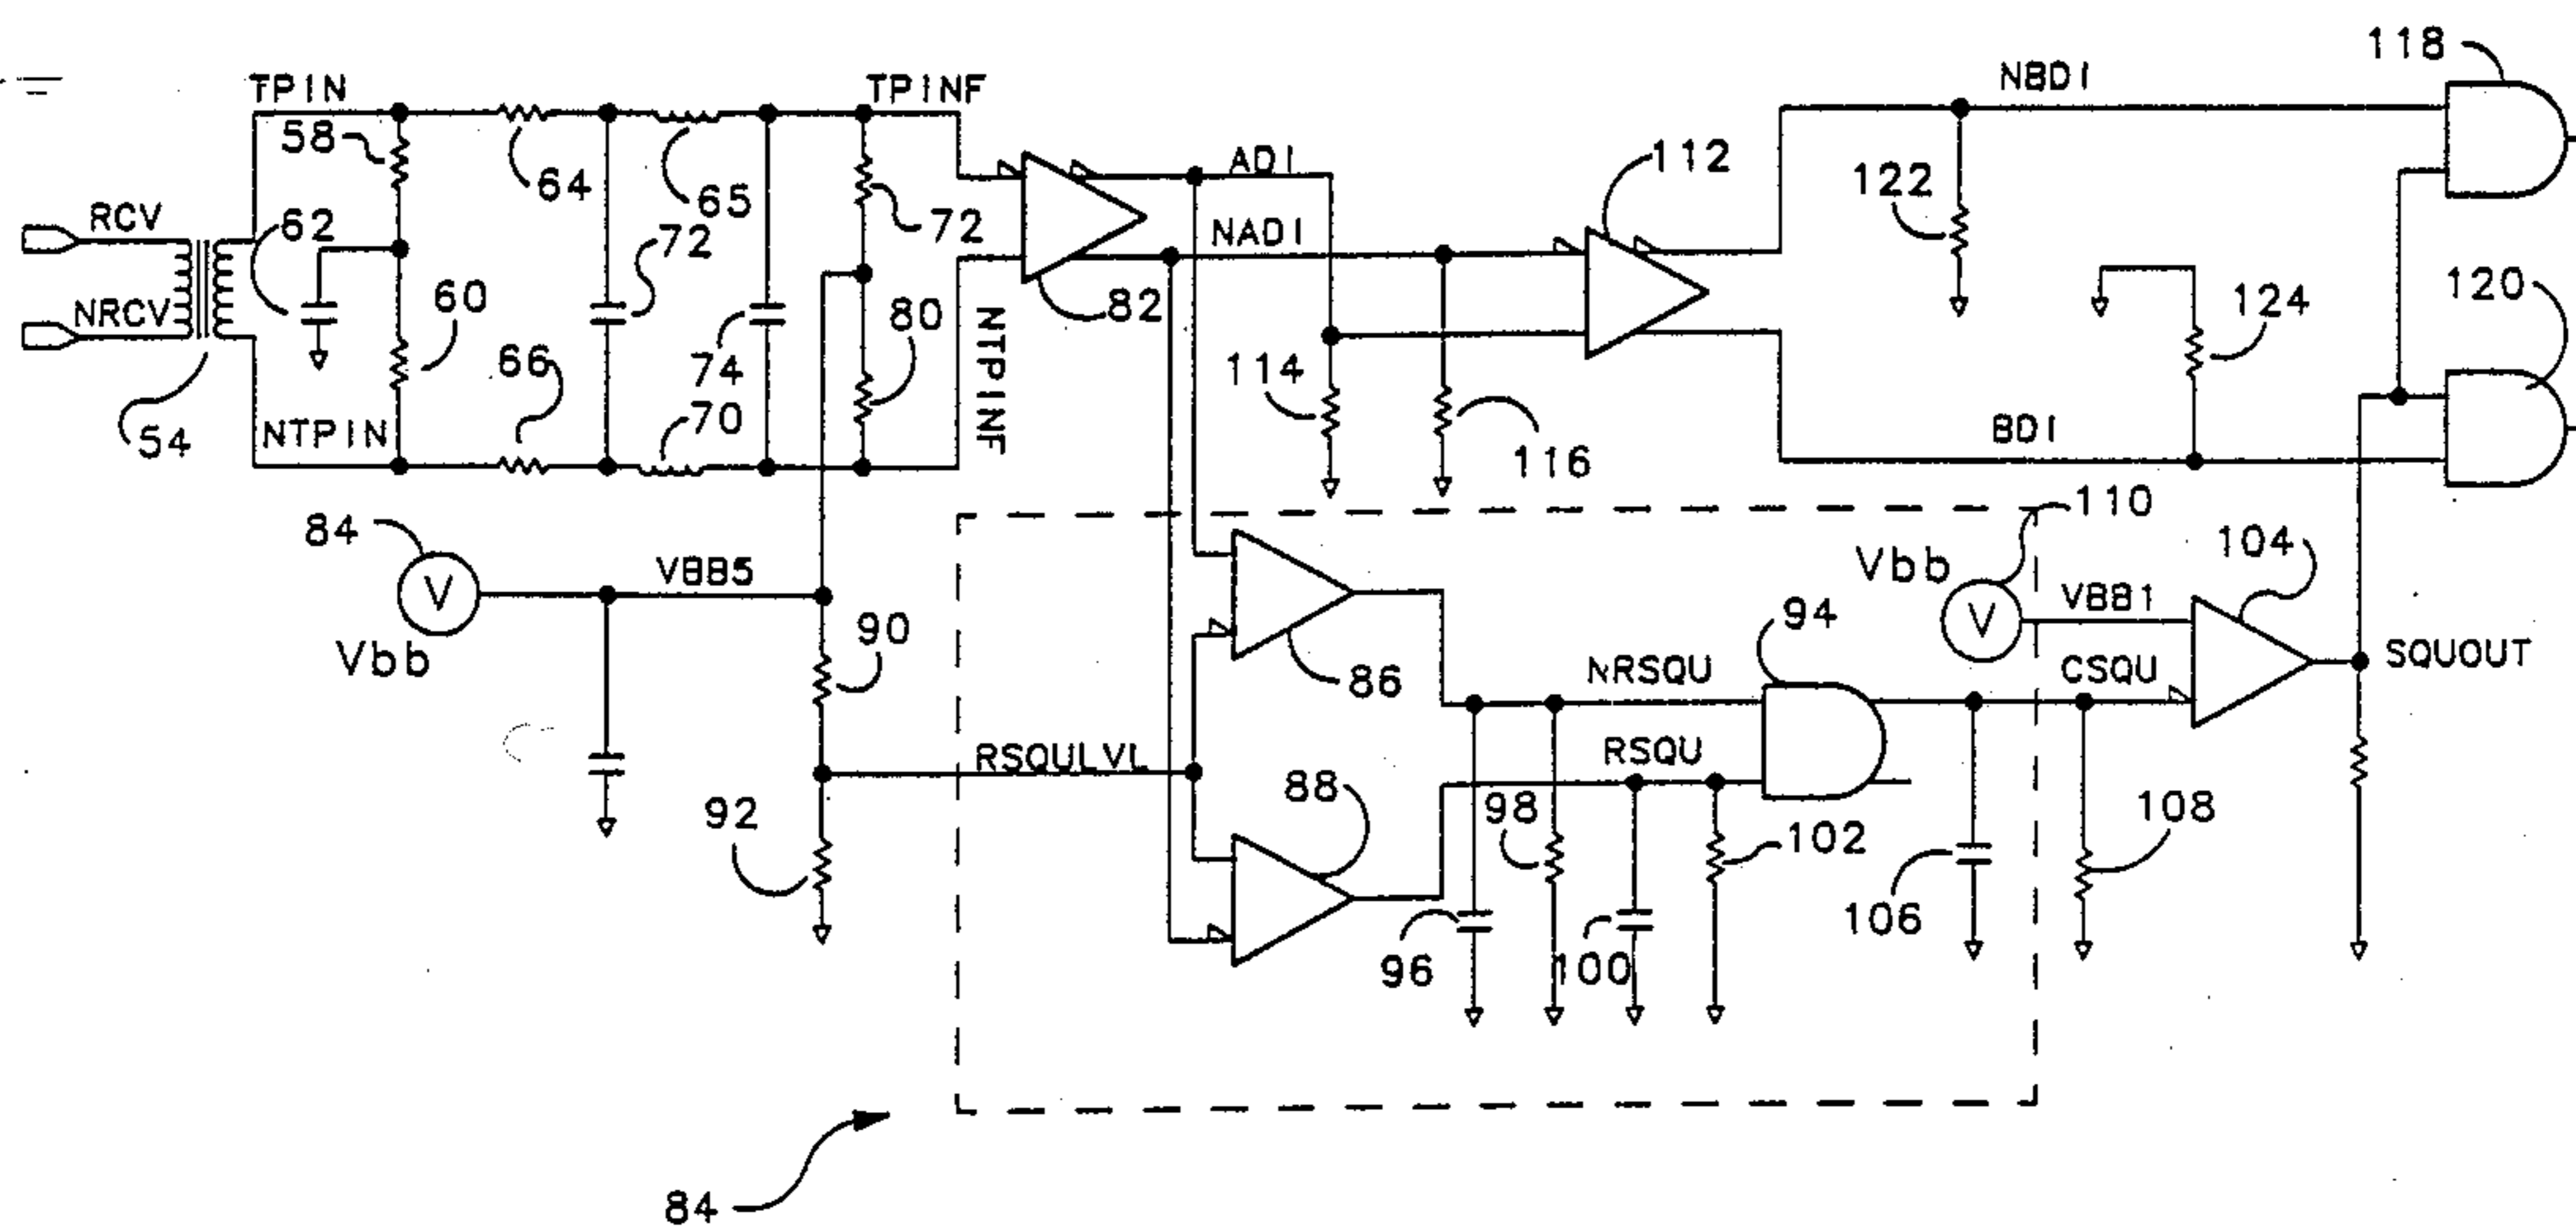 118
TPIN
TPINF
NBDI
58
64
65
72
ADI
112
122
RCV
62
72
NADI
NRCV
60
74
80
82
NTPINF
124
120
54
66
70
114
116
NTPIN
BDI
84
V
Vbb
VBB5
90
86
110
Vbb
V
VBB1
104
94
NRSQU
CSQU
SQUOUT
RSQULVL
RSQU
92
88
98
102
108
96
100
106
84